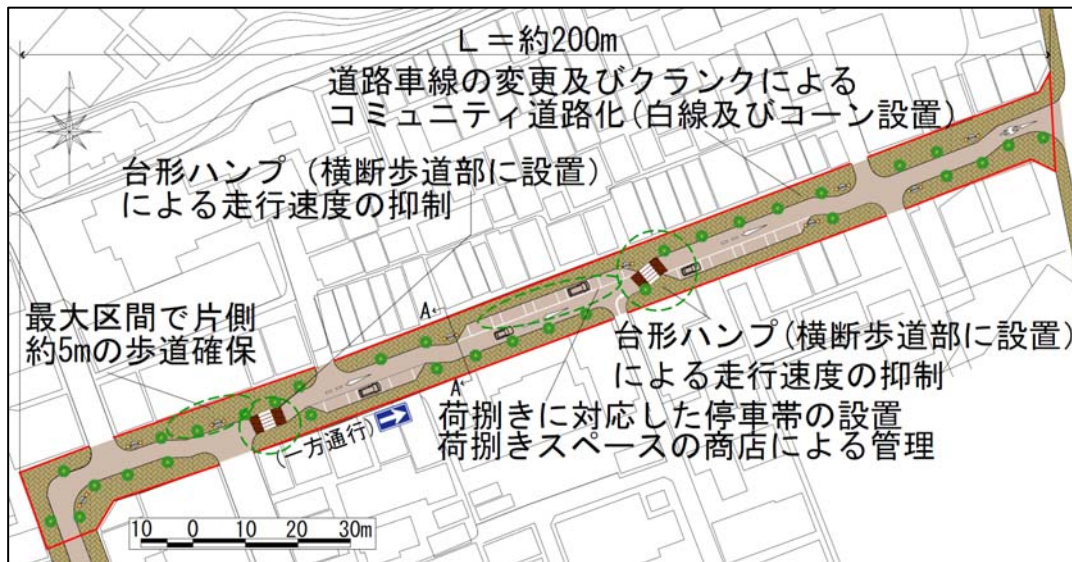 L=約200m
道路車線の変更及びクランクによる
コミュニティ道路化(白線及びコーン設置)
台形ハンプ(横断歩道部に設置)
による走行速度の抑制
最大区間で片側
約5mの歩道確保
A
A
台形ハンプ(横断歩道部に設置)
による走行速度の抑制
荷捌きに対応した停車帯の設置
荷捌きスペースの商店による管理
(一方通行)
10 0 10 20 30m